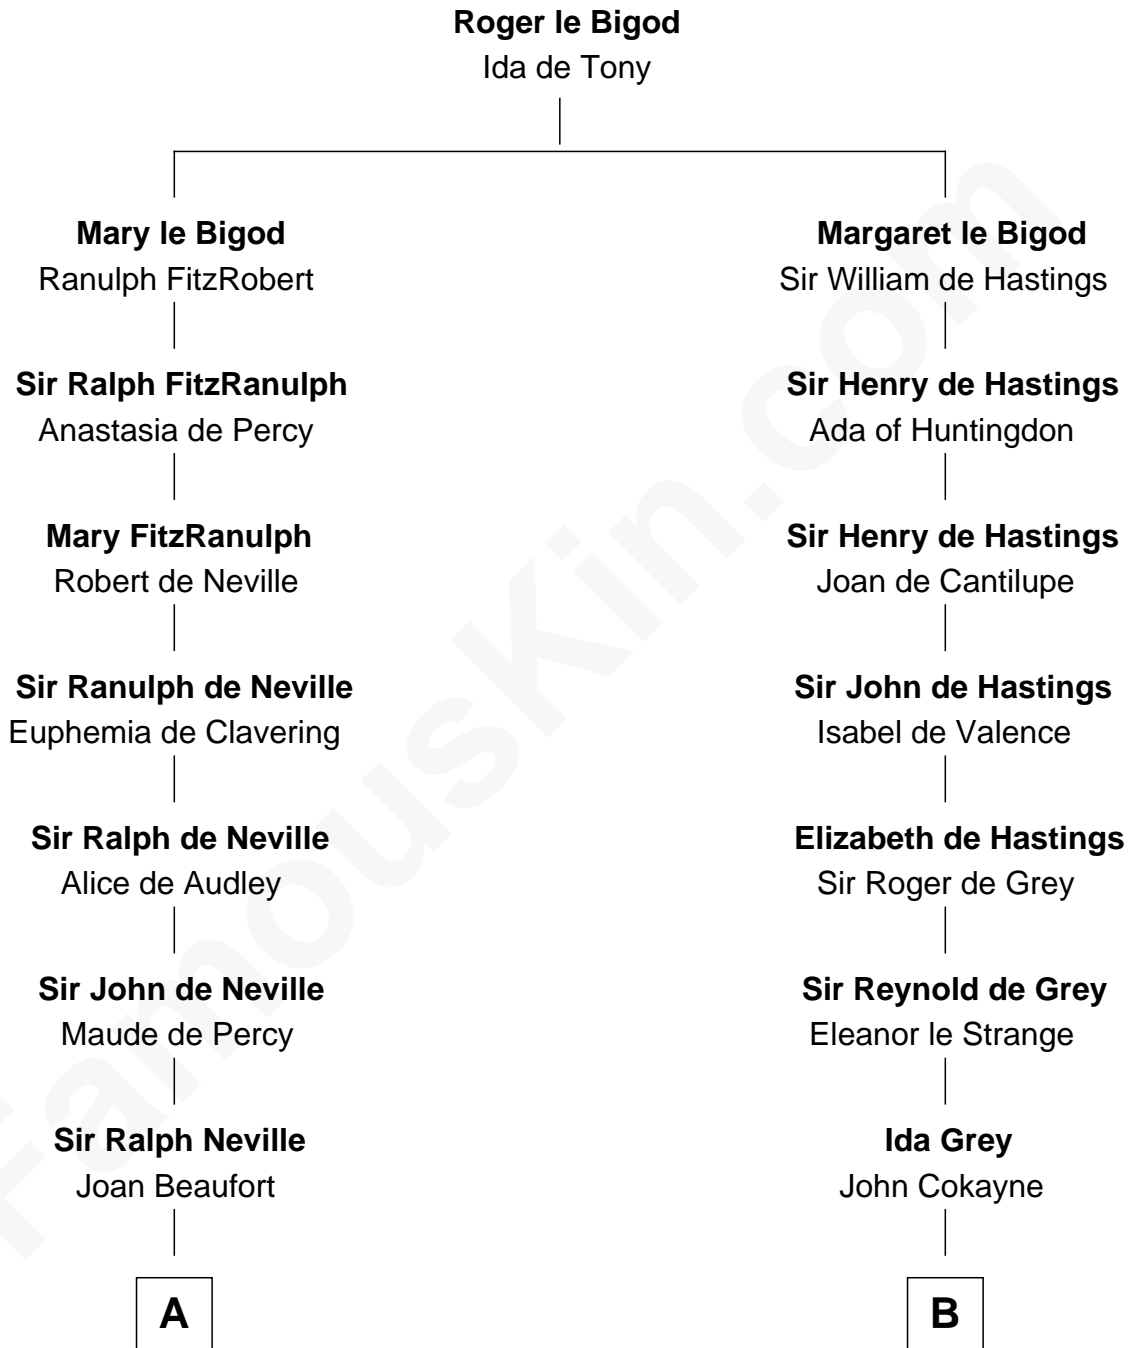 Roger le Bigod
Ida de Tony
Mary le Bigod
Ranulph FitzRobert
Margaret le Bigod
Sir William de Hastings
Sir Ralph FitzRanulph
Anastasia de Percy
Sir Henry de Hastings
Ada of Huntingdon
Mary FitzRanulph
Robert de Neville
Sir Henry de Hastings
Joan de Cantilupe
Sir Ranulph de Neville
Euphemia de Clavering
Sir John de Hastings
Isabel de Valence
Sir Ralph de Neville
Alice de Audley
Elizabeth de Hastings
Sir Roger de Grey
Sir John de Neville
Maude de Percy
Sir Reynold de Grey
Eleanor le Strange
Sir Ralph Neville
Joan Beaufort
Ida Grey
John Cokayne
A
B
FamousKin.com